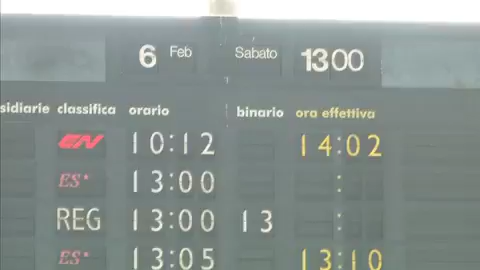 6 Feb Sabato 13 00
sidiarie classifica orario binario ora effettiva
EN 10:12 14:02
ES* 13:00 :
REG 13:00 13 :
ES* 13:05 13:10